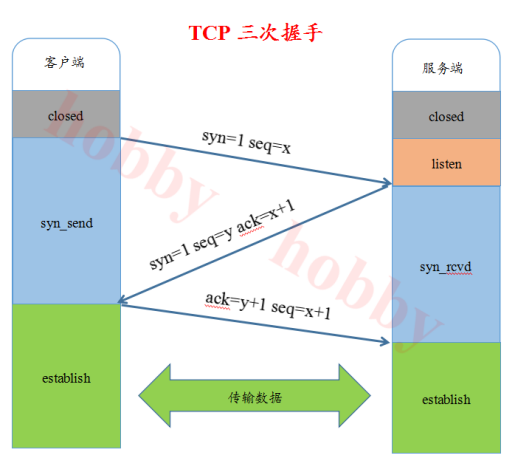 TCP 三次握手
客户端
服务端
closed
closed
syn=1 seq=x
listen
syn_send
syn=1 seq=y ack=x+1
syn_rcvd
ack=y+1 seq=x+1
establish
传输数据
establish
hobby
hobby